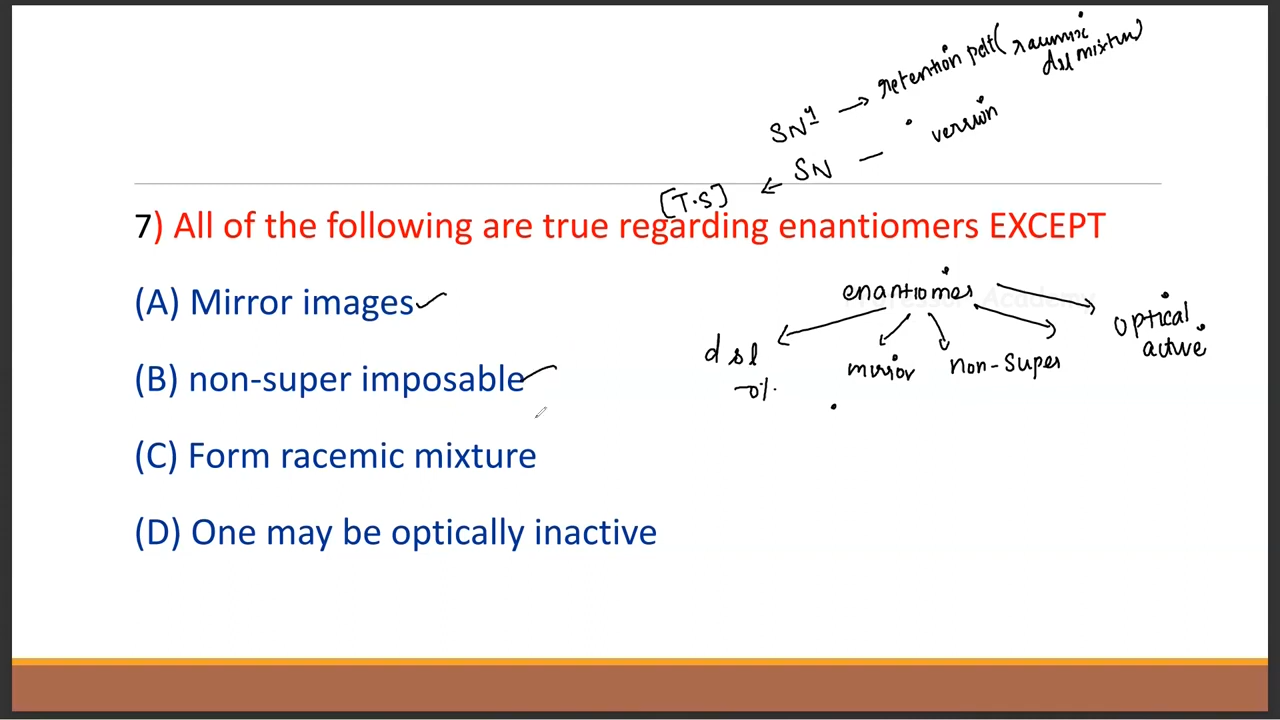 retention pdt( racemic
d&l mixture)
SN1 →
version
SN —
[T.S] ←
7) All of the following are true regarding enantiomers EXCEPT
(A) Mirror images
enantiomer
optical
active
d & l
mirror
non-super
(B) non-super imposable
(C) Form racemic mixture
(D) One may be optically inactive